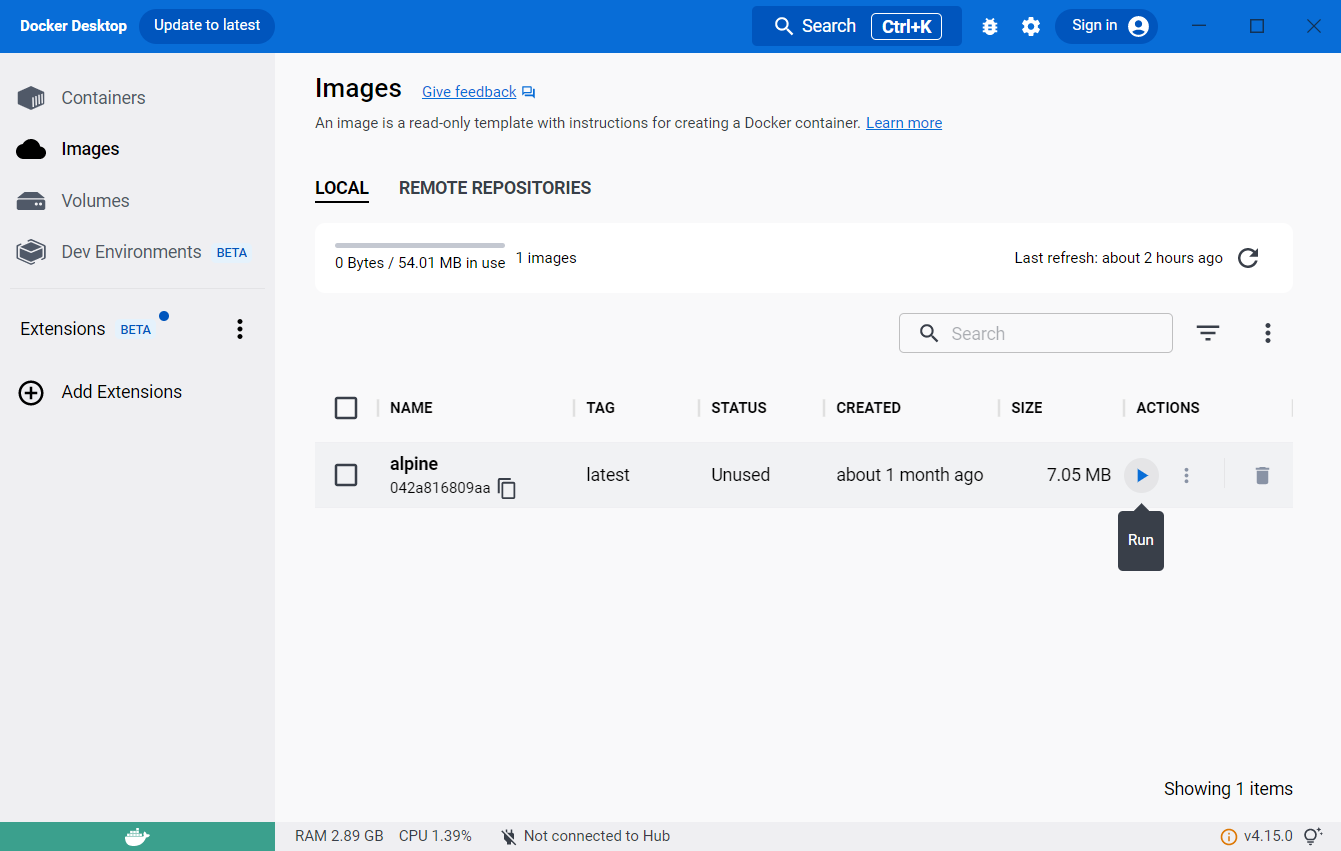 Docker Desktop Update to latest Search Ctrl+K Sign in
Containers
Images
Volumes
Dev Environments BETA
Extensions BETA
Add Extensions
Images Give feedback
An image is a read-only template with instructions for creating a Docker container. Learn more
LOCAL REMOTE REPOSITORIES
0 Bytes / 54.01 MB in use 1 images Last refresh: about 2 hours ago
Search
NAME TAG STATUS CREATED SIZE ACTIONS
alpine
042a816809aa latest Unused about 1 month ago 7.05 MB
Run
Showing 1 items
RAM 2.89 GB CPU 1.39% Not connected to Hub v4.15.0